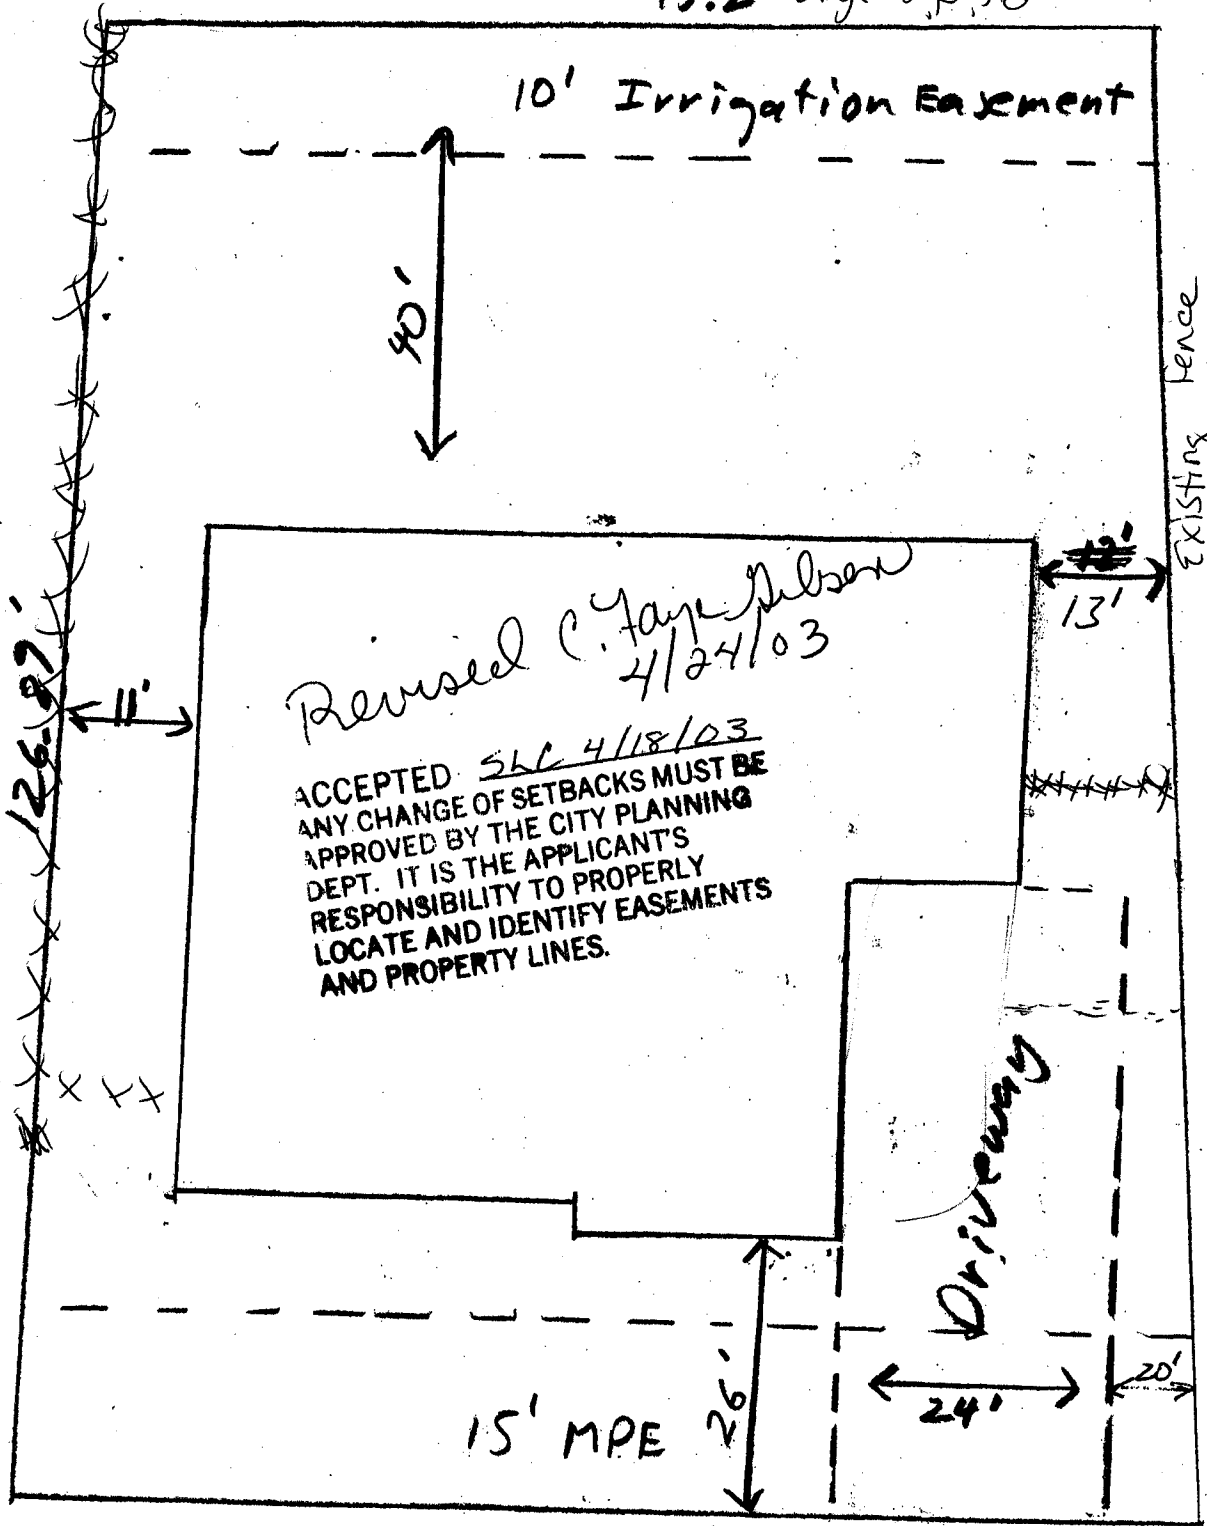 10' Irrigation Easement
40'
Existing fence
12'
13'
126.89'
11'
Revised C. Faye Gibson
4/24/03
ACCEPTED SLC 4/18/03
ANY CHANGE OF SETBACKS MUST BE
APPROVED BY THE CITY PLANNING
DEPT. IT IS THE APPLICANT'S
RESPONSIBILITY TO PROPERLY
LOCATE AND IDENTIFY EASEMENTS
AND PROPERTY LINES.
Driveway
26'
24'
20'
15' MPE